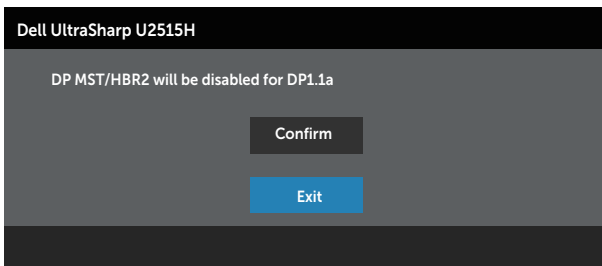 Dell UltraSharp U2515H
DP MST/HBR2 will be disabled for DP1.1a
Confirm
Exit